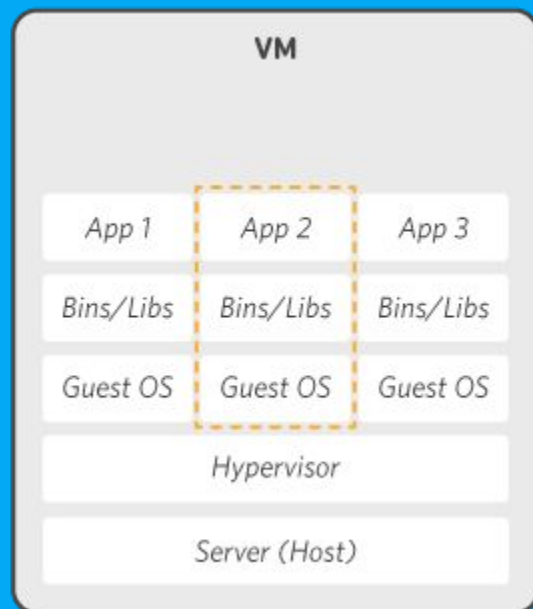 VM
App 1 App 2 App 3
Bins/Libs Bins/Libs Bins/Libs
Guest OS Guest OS Guest OS
Hypervisor
Server (Host)